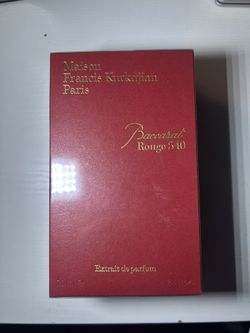 Maison
Francis Kurkdjian
Paris
Baccarat
Rouge 540
Extrait de parfum